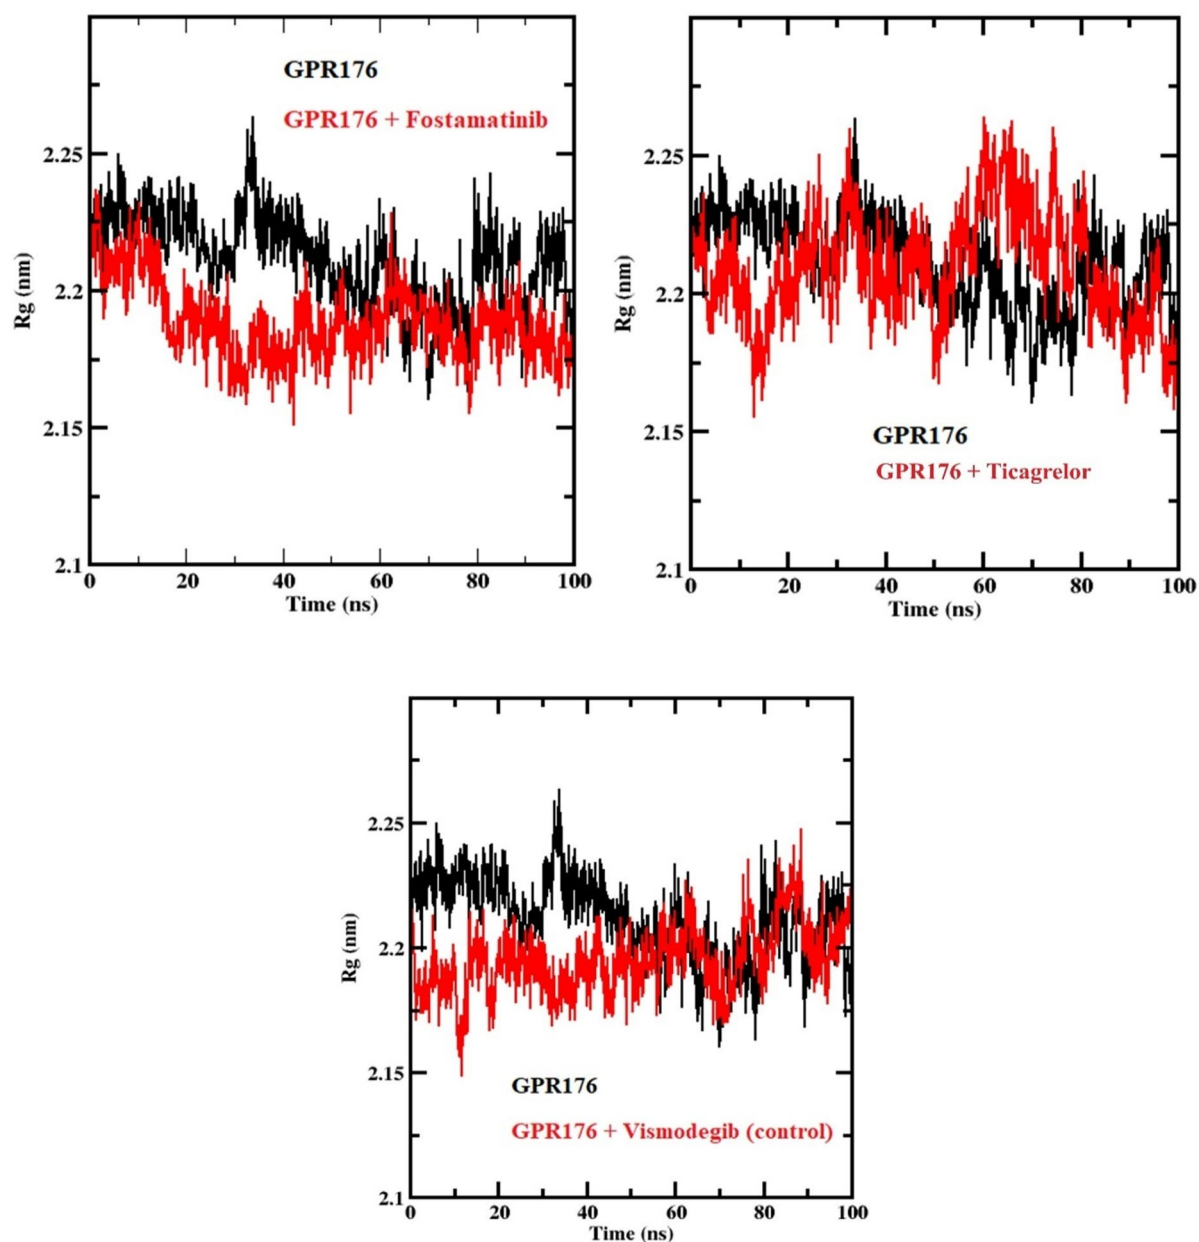 GPR176
GPR176 + Fostamatinib
2.25
2.2
2.15
2.1
Rg (nm)
0 20 40 60 80 100
Time (ns)
2.25
2.2
2.15
2.1
Rg (nm)
GPR176
GPR176 + Ticagrelor
0 20 40 60 80 100
Time (ns)
2.25
2.2
2.15
2.1
Rg (nm)
GPR176
GPR176 + Vismodegib (control)
0 20 40 60 80 100
Time (ns)